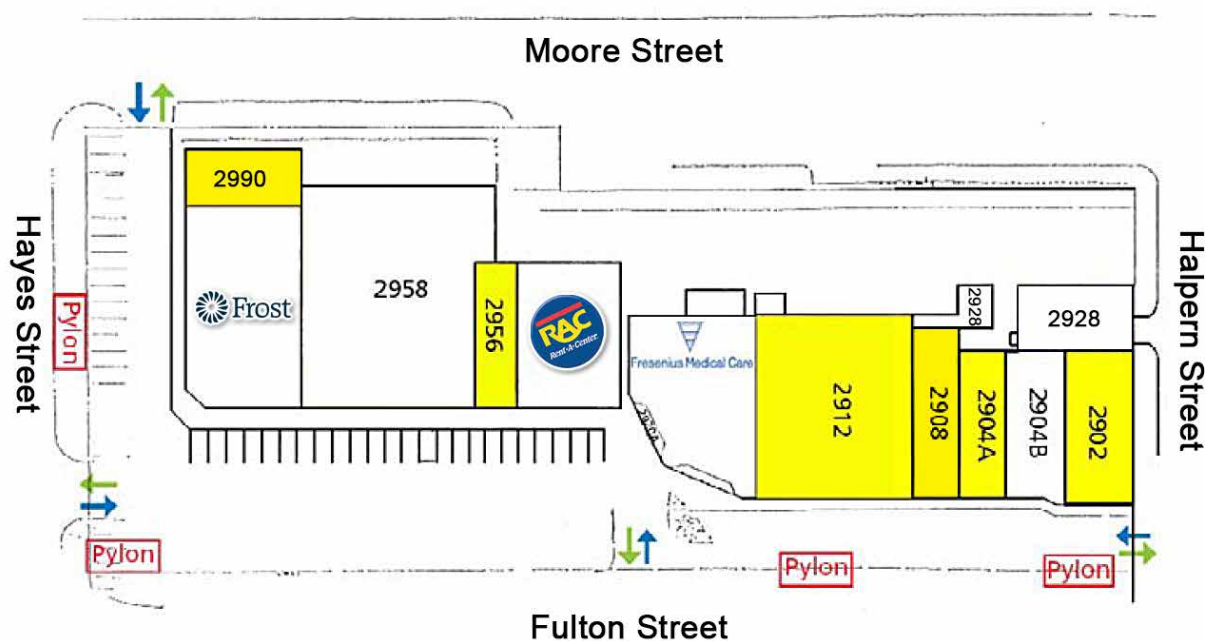 Moore Street
2990
Hayes Street
Pylon
Frost
2958
2956
RAC
Rent-A-Center
Fresenius Medical Care
2912
2908
2928
2928
2904A
2904B
2902
Halpern Street
Pylon
Pylon
Pylon
Fulton Street